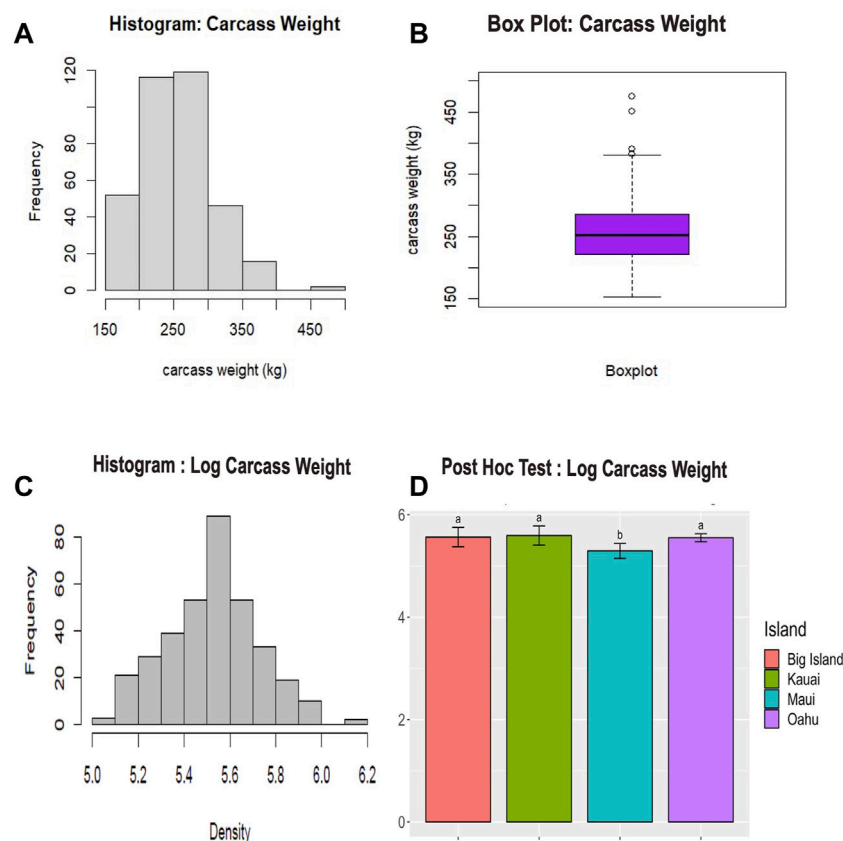 A
Histogram: Carcass Weight
Frequency
120
80
60
40
20
0
150
250
350
450
carcass weight (kg)
B
Box Plot: Carcass Weight
carcass weight (kg)
450
350
250
150
Boxplot
C
Histogram : Log Carcass Weight
Frequency
80
60
40
20
0
5.0
5.2
5.4
5.6
5.8
6.0
6.2
Density
D
Post Hoc Test : Log Carcass Weight
6
4
2
0
a
a
b
a
Island
Big Island
Kauai
Maui
Oahu